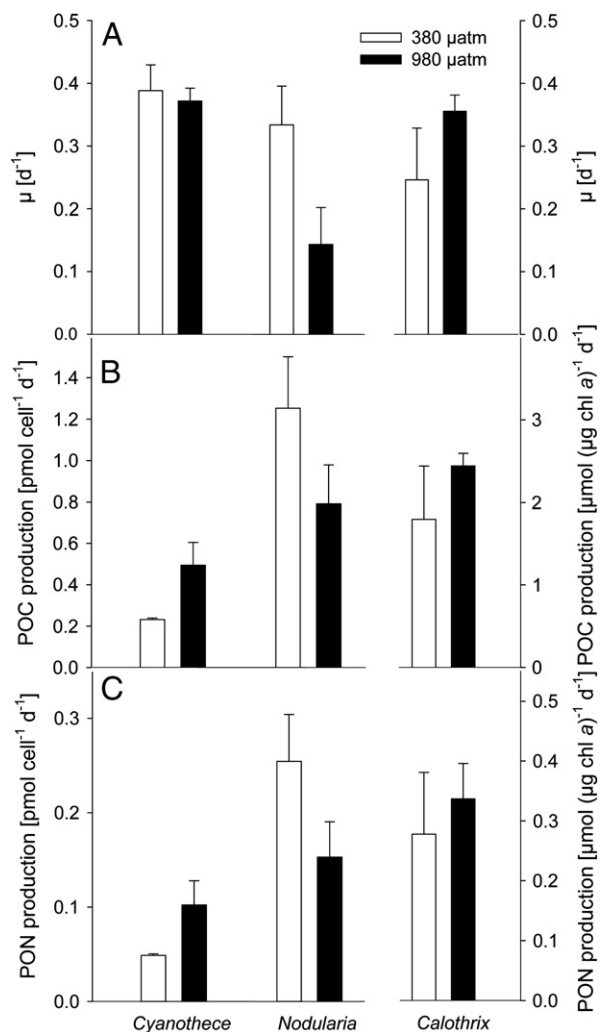 A
380 µatm
980 µatm
µ [d⁻¹]
0.5
0.4
0.3
0.2
0.1
0.0
0.5
0.4
0.3
0.2
0.1
0.0
µ [d⁻¹]
B
POC production [pmol cell⁻¹ d⁻¹]
1.4
1.2
1.0
0.8
0.6
0.4
0.2
0.0
3
2
1
0
POC production [µmol (µg chl a)⁻¹ d⁻¹]
C
PON production [pmol cell⁻¹ d⁻¹]
0.3
0.2
0.1
0.0
0.5
0.4
0.3
0.2
0.1
0.0
PON production [µmol (µg chl a)⁻¹ d⁻¹]
Cyanothece Nodularia Calothrix